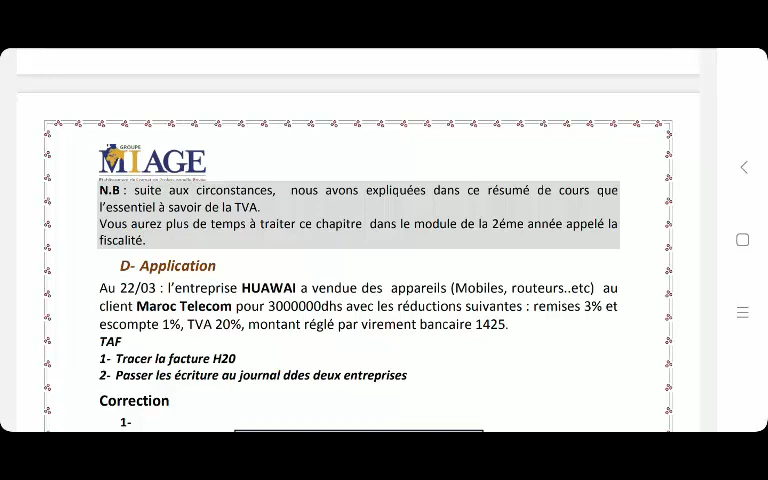 GROUPE
MIAGE
N.B : suite aux circonstances, nous avons expliquées dans ce résumé de cours que
l'essentiel à savoir de la TVA.
Vous aurez plus de temps à traiter ce chapitre dans le module de la 2éme année appelé la
fiscalité.
D- Application
Au 22/03 : l'entreprise HUAWAI a vendue des appareils (Mobiles, routeurs..etc) au
client Maroc Telecom pour 3000000dhs avec les réductions suivantes : remises 3% et
escompte 1%, TVA 20%, montant réglé par virement bancaire 1425.
TAF
1- Tracer la facture H20
2- Passer les écriture au journal ddes deux entreprises
Correction
1-